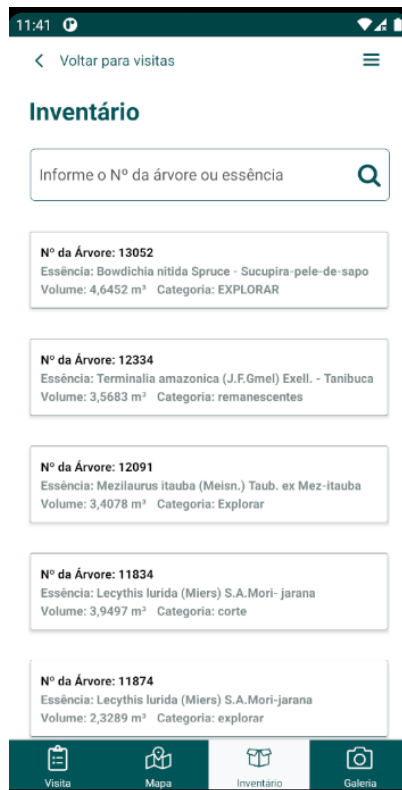 11:41
Voltar para visitas
Inventário
Informe o Nº da árvore ou essência
Nº da Árvore: 13052
Essência: Bowdichia nitida Spruce - Sucupira-pele-de-sapo
Volume: 4,6452 m³ Categoria: EXPLORAR
Nº da Árvore: 12334
Essência: Terminalia amazonica (J.F.Gmel) Exell. - Tanibuca
Volume: 3,5683 m³ Categoria: remanescentes
Nº da Árvore: 12091
Essência: Mezilaurus itauba (Meisn.) Taub. ex Mez-itauba
Volume: 3,4078 m³ Categoria: Explorar
Nº da Árvore: 11834
Essência: Lecythis lurida (Miers) S.A.Mori- jarana
Volume: 3,9497 m³ Categoria: corte
Nº da Árvore: 11874
Essência: Lecythis lurida (Miers) S.A.Mori-jarana
Volume: 2,3289 m³ Categoria: explorar
Visita Mapa Inventário Galeria